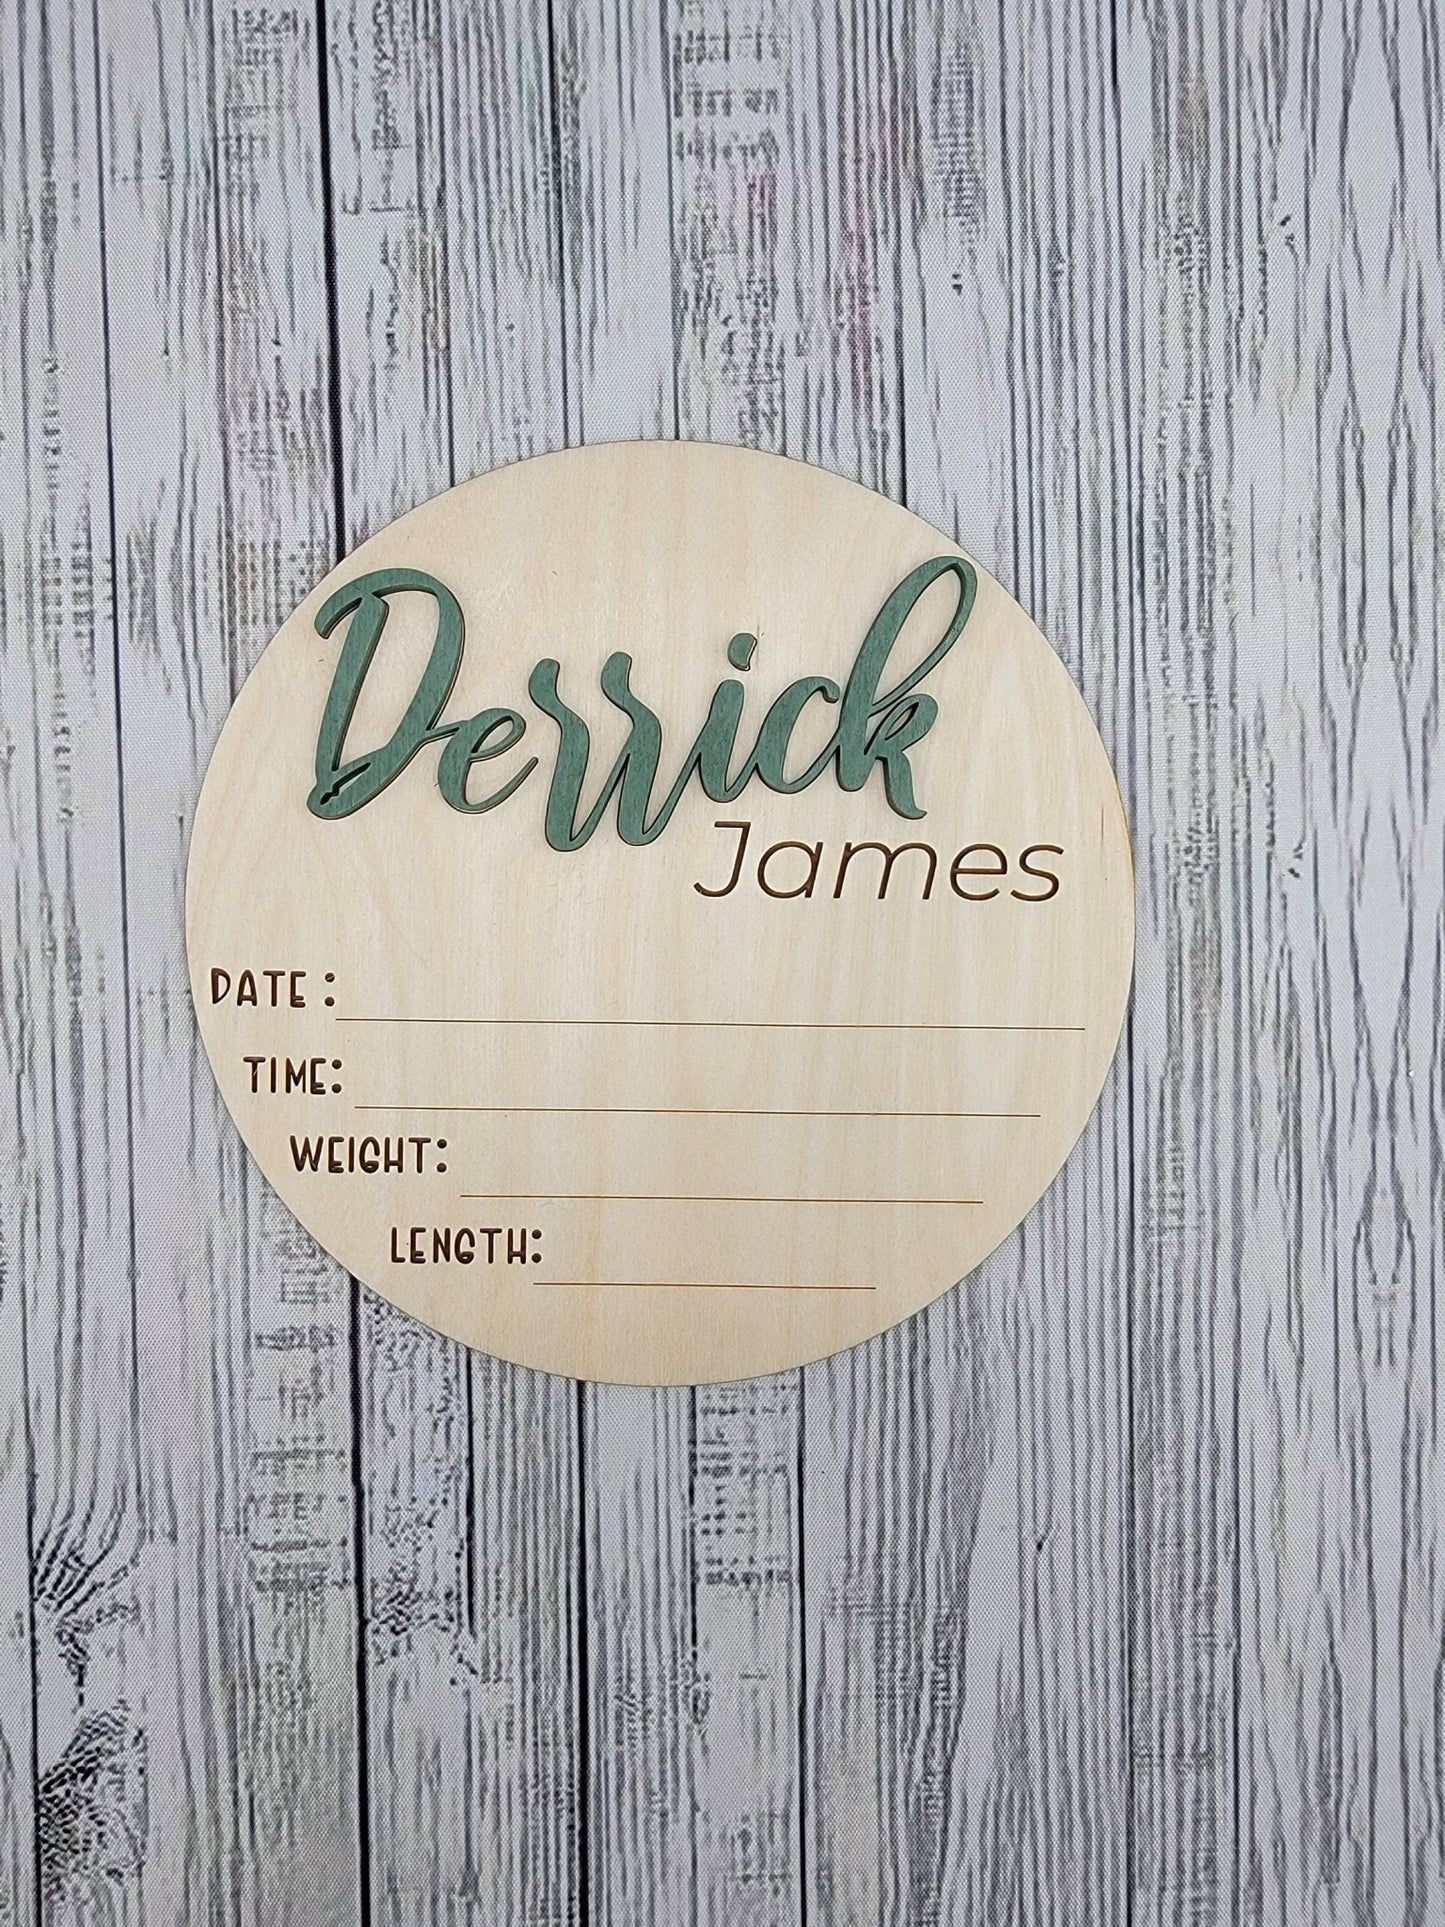 Derrick
James
DATE :
TIME:
WEIGHT:
LENGTH: